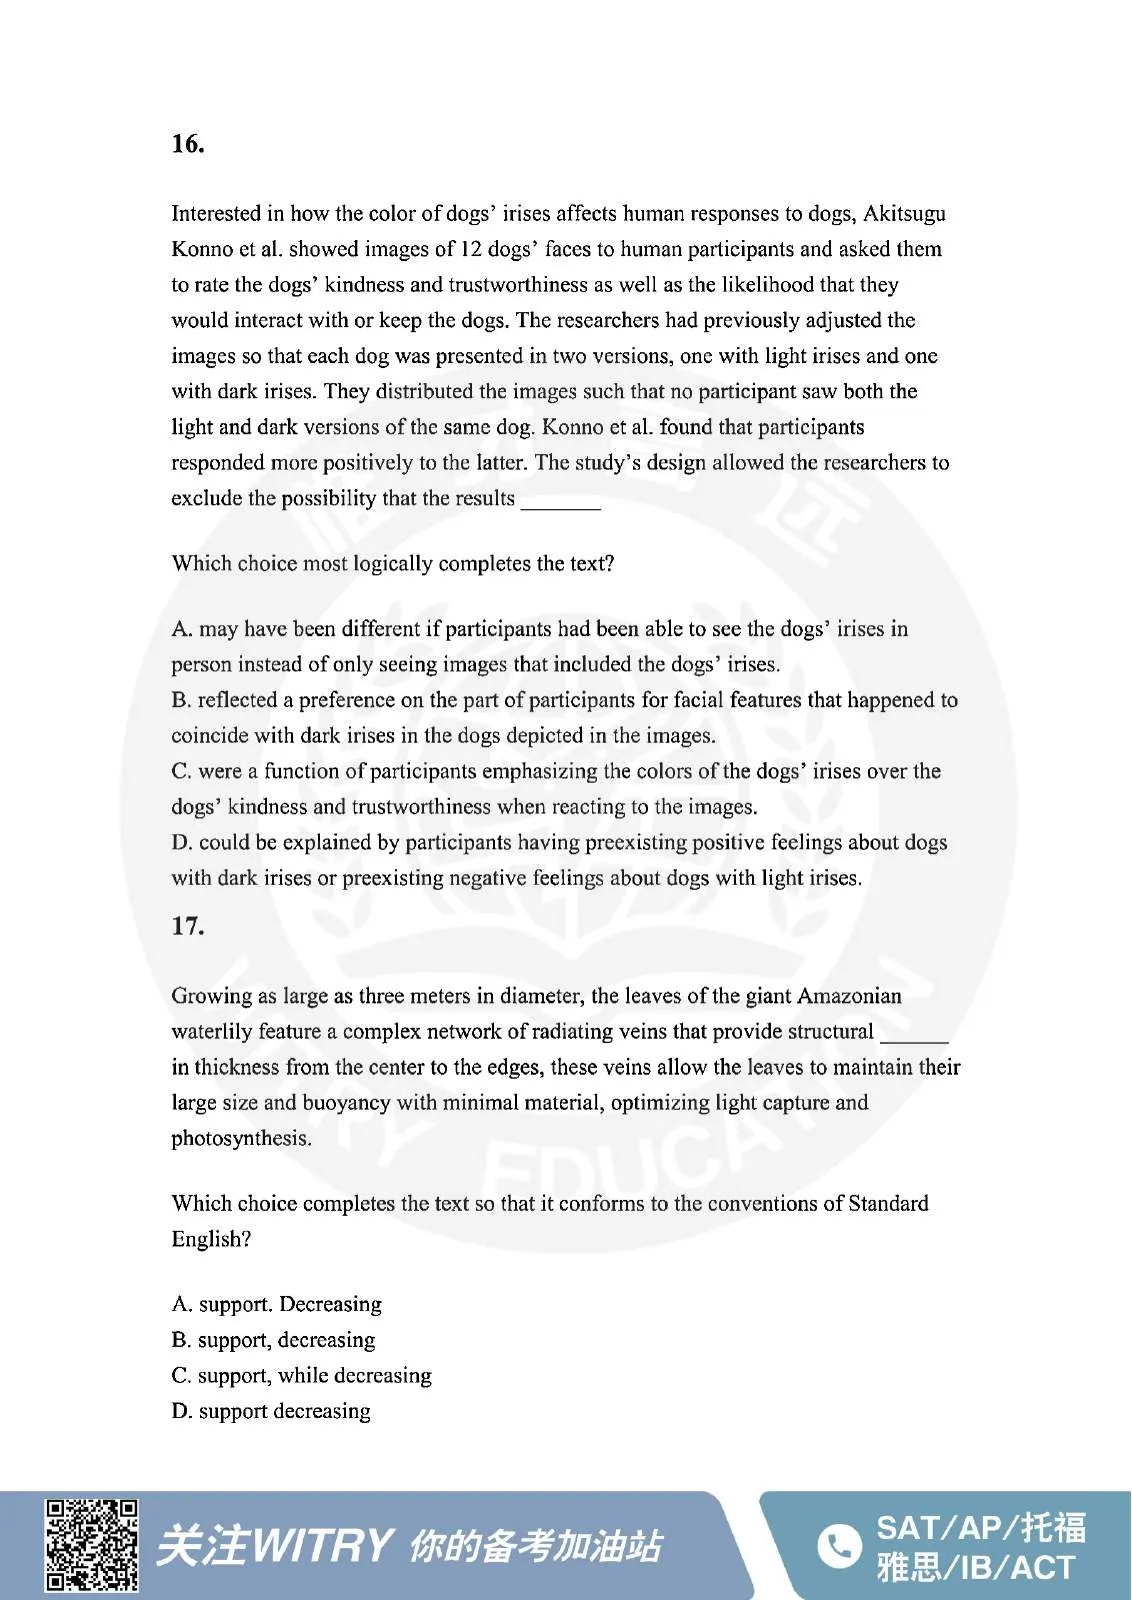 16.
Interested in how the color of dogs’ irises affects human responses to dogs, Akitsugu
Konno et al. showed images of 12 dogs’ faces to human participants and asked them
to rate the dogs’ kindness and trustworthiness as well as the likelihood that they
would interact with or keep the dogs. The researchers had previously adjusted the
images so that each dog was presented in two versions, one with light irises and one
with dark irises. They distributed the images such that no participant saw both the
light and dark versions of the same dog. Konno et al. found that participants
responded more positively to the latter. The study’s design allowed the researchers to
exclude the possibility that the results _______
Which choice most logically completes the text?
A. may have been different if participants had been able to see the dogs’ irises in
person instead of only seeing images that included the dogs’ irises.
B. reflected a preference on the part of participants for facial features that happened to
coincide with dark irises in the dogs depicted in the images.
C. were a function of participants emphasizing the colors of the dogs’ irises over the
dogs’ kindness and trustworthiness when reacting to the images.
D. could be explained by participants having preexisting positive feelings about dogs
with dark irises or preexisting negative feelings about dogs with light irises.
17.
Growing as large as three meters in diameter, the leaves of the giant Amazonian
waterlily feature a complex network of radiating veins that provide structural ______
in thickness from the center to the edges, these veins allow the leaves to maintain their
large size and buoyancy with minimal material, optimizing light capture and
photosynthesis.
Which choice completes the text so that it conforms to the conventions of Standard
English?
A. support. Decreasing
B. support, decreasing
C. support, while decreasing
D. support decreasing
WITRY EDUCATION
关注WITRY 你的备考加油站
SAT/AP/托福
雅思/IB/ACT